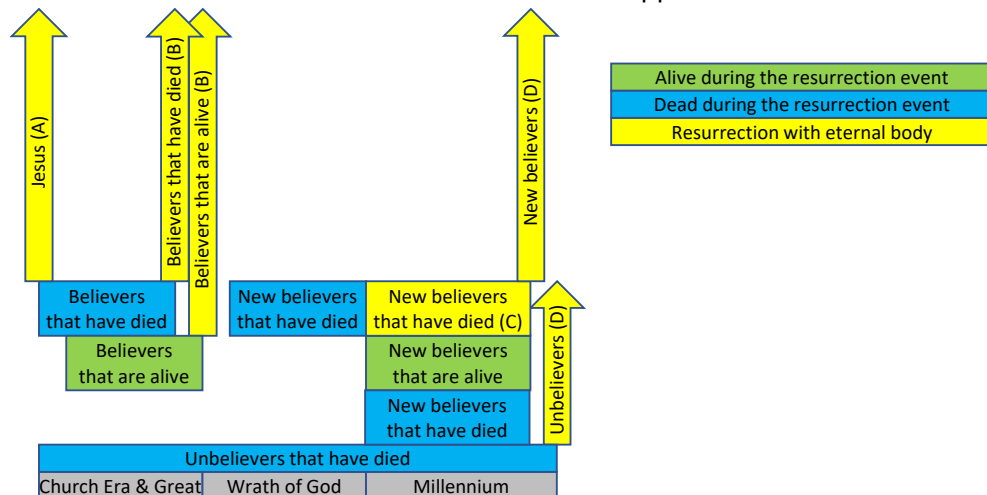 Jesus (A)
Believers that have died (B)
Believers that are alive (B)
New believers (D)
Alive during the resurrection event
Dead during the resurrection event
Resurrection with eternal body
Believers
that have died
New believers
that have died
New believers
that have died (C)
Unbelievers (D)
Believers
that are alive
New believers
that are alive
New believers
that have died
Unbelievers that have died
Church Era & Great
Wrath of God
Millennium